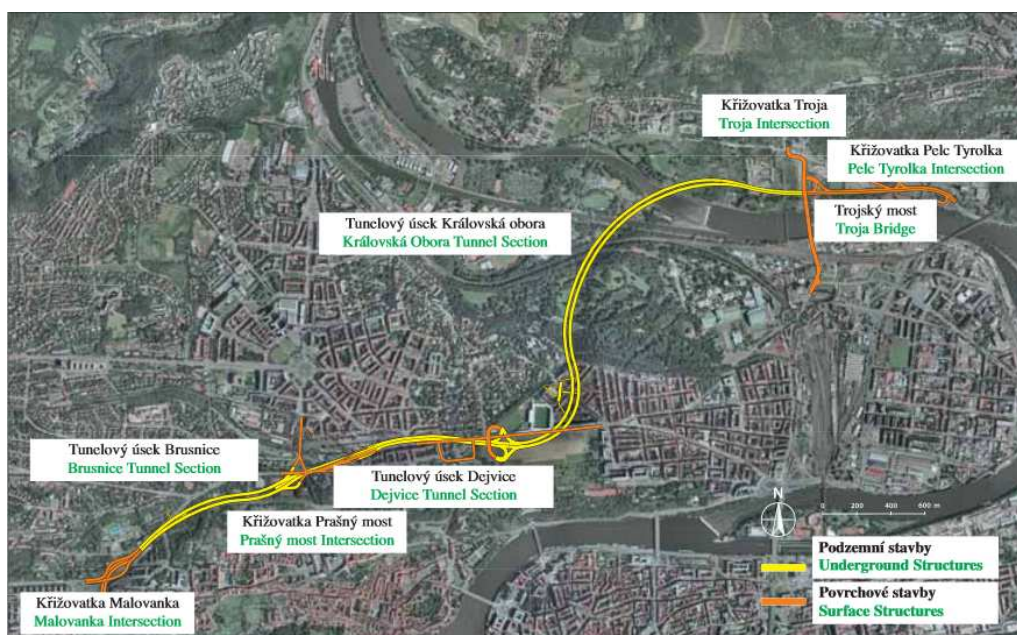 Křižovatka Troja
Troja Intersection
Křižovatka Pelc Tyrolka
Pelc Tyrolka Intersection
Tunelový úsek Královská obora
Královská Obora Tunnel Section
Trojský most
Troja Bridge
Tunelový úsek Brusnice
Brusnice Tunnel Section
Tunelový úsek Dejvice
Dejvice Tunnel Section
Křižovatka Prašný most
Prašný most Intersection
Křižovatka Malovanka
Malovanka Intersection
N
0 200 400 600 m
Podzemní stavby
Underground Structures
Povrchové stavby
Surface Structures